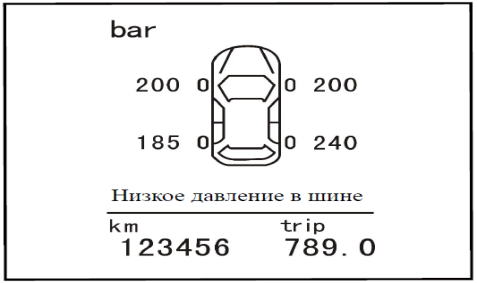 bar
200 0 0 200
185 0 0 240
Низкое давление в шине
km trip
123456 789.0